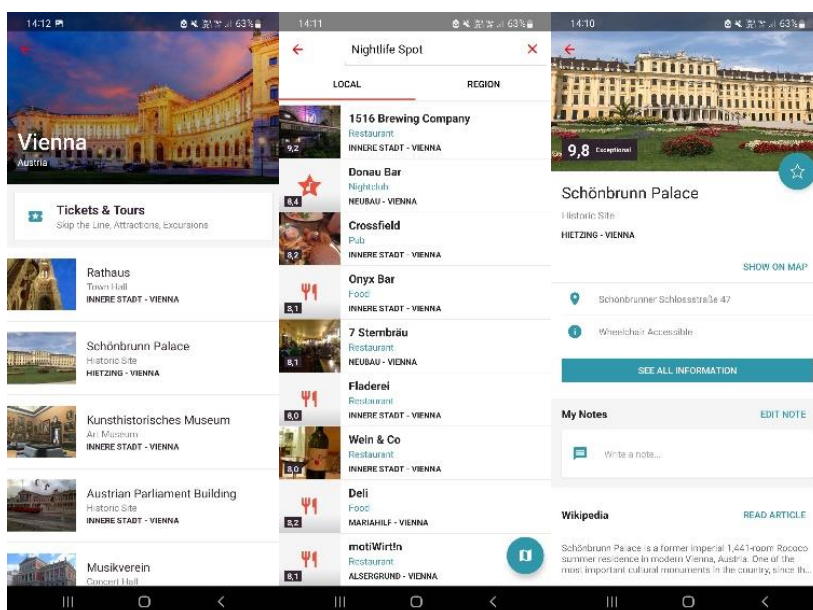 14:12
63%
Vienna
Austria
Tickets & Tours
Skip the Line, Attractions, Excursions
Rathaus
Town Hall
INNERE STADT - VIENNA
Schönbrunn Palace
Historic Site
HIETZING - VIENNA
Kunsthistorisches Museum
Art Museum
INNERE STADT - VIENNA
Austrian Parliament Building
Historic Site
INNERE STADT - VIENNA
Musikverein
Concert Hall
14:11
63%
Nightlife Spot
LOCAL
REGION
1516 Brewing Company
Restaurant
9,2
INNERE STADT - VIENNA
Donau Bar
Nightclub
8,4
NEUBAU - VIENNA
Crossfield
Pub
8,2
INNERE STADT - VIENNA
Onyx Bar
Food
8,1
INNERE STADT - VIENNA
7 Sternbräu
Restaurant
8,1
NEUBAU - VIENNA
Fladerei
Restaurant
8,0
INNERE STADT - VIENNA
Wein & Co
Restaurant
8,0
INNERE STADT - VIENNA
Deli
Food
8,2
MARIAHILF - VIENNA
motiWirt!n
Restaurant
8,1
ALSERGRUND - VIENNA
14:10
63%
9,8 Exceptional
Schönbrunn Palace
Historic Site
HIETZING - VIENNA
SHOW ON MAP
Schönbrunner Schlossstraße 47
Wheelchair Accessible
SEE ALL INFORMATION
My Notes
EDIT NOTE
Write a note...
Wikipedia
READ ARTICLE
Schönbrunn Palace is a former imperial 1,441-room Rococo
summer residence in modern Vienna, Austria. One of the
most important cultural monuments in the country, since th...